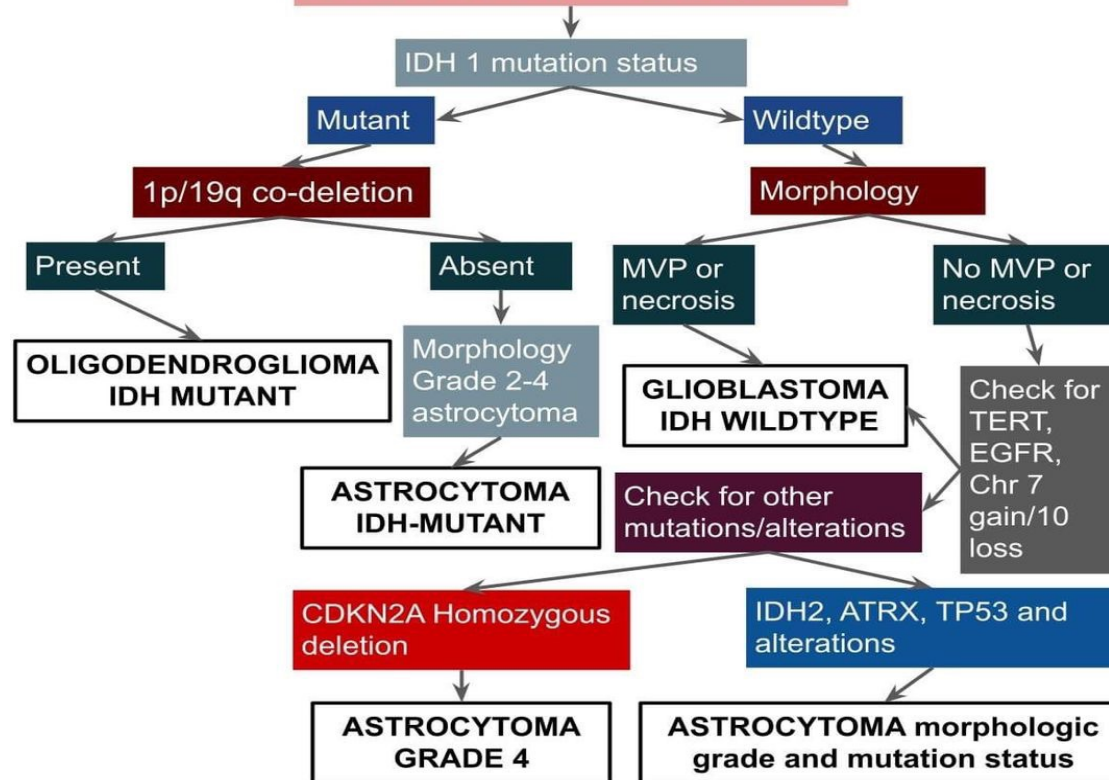 IDH 1 mutation status
Mutant
Wildtype
1p/19q co-deletion
Morphology
Present
Absent
MVP or
necrosis
No MVP or
necrosis
OLIGODENDROGLIOMA
IDH MUTANT
Morphology
Grade 2-4
astrocytoma
GLIOBLASTOMA
IDH WILDTYPE
Check for
TERT,
EGFR,
Chr 7
gain/10
loss
ASTROCYTOMA
IDH-MUTANT
Check for other
mutations/alterations
CDKN2A Homozygous
deletion
IDH2, ATRX, TP53 and
alterations
ASTROCYTOMA
GRADE 4
ASTROCYTOMA morphologic
grade and mutation status